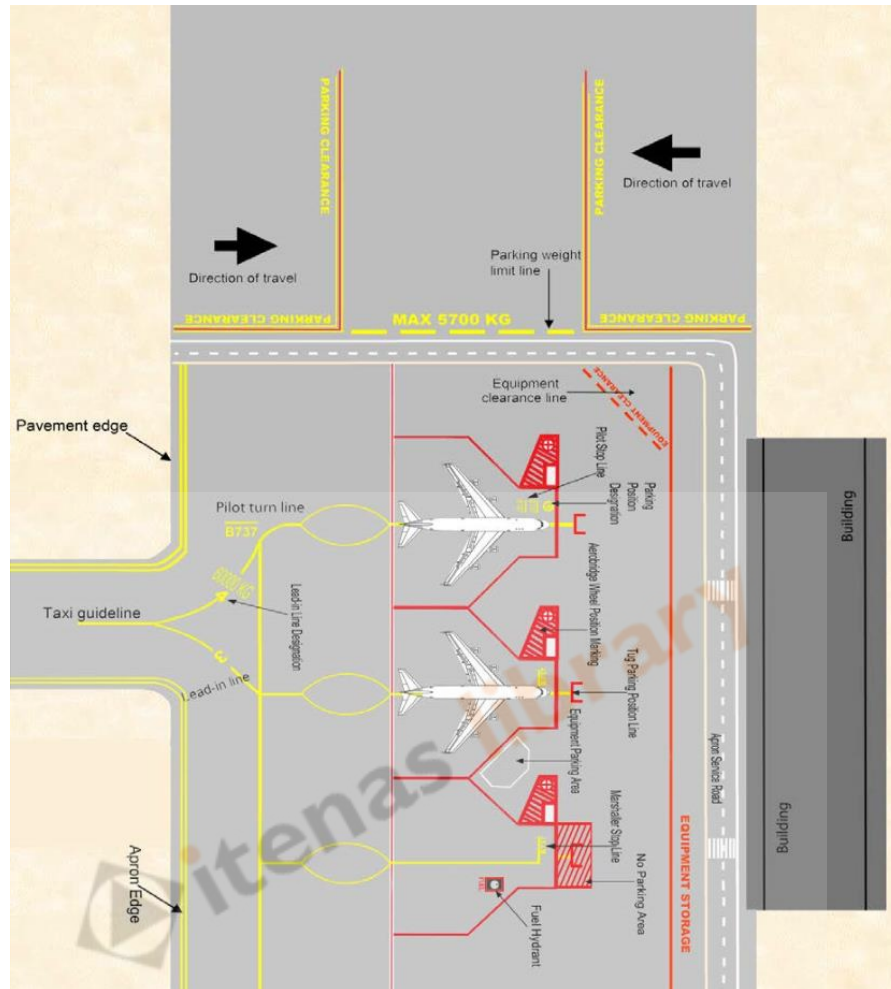 PARKING CLEARANCE
PARKING CLEARANCE
Direction of travel
Direction of travel
Parking weight
limit line
PARKING CLEARANCE
MAX 5700 KG
PARKING CLEARANCE
Equipment
clearance line
EQUIPMENT CLEARANCE
Pavement edge
Pilot Stop Line
Parking
Position
Designation
Building
Pilot turn line
B737
6000 KG
Taxi guideline
Lead-in Line Designation
Aerobridge Wheel Position Marking
3
Lead-in line
Tug Parking Position Line
Equipment Parking Area
Apron Service Road
Marshaller Stop Line
No Parking Area
EQUIPMENT STORAGE
Building
Apron Edge
FUEL
Fuel Hydrant
itenas library